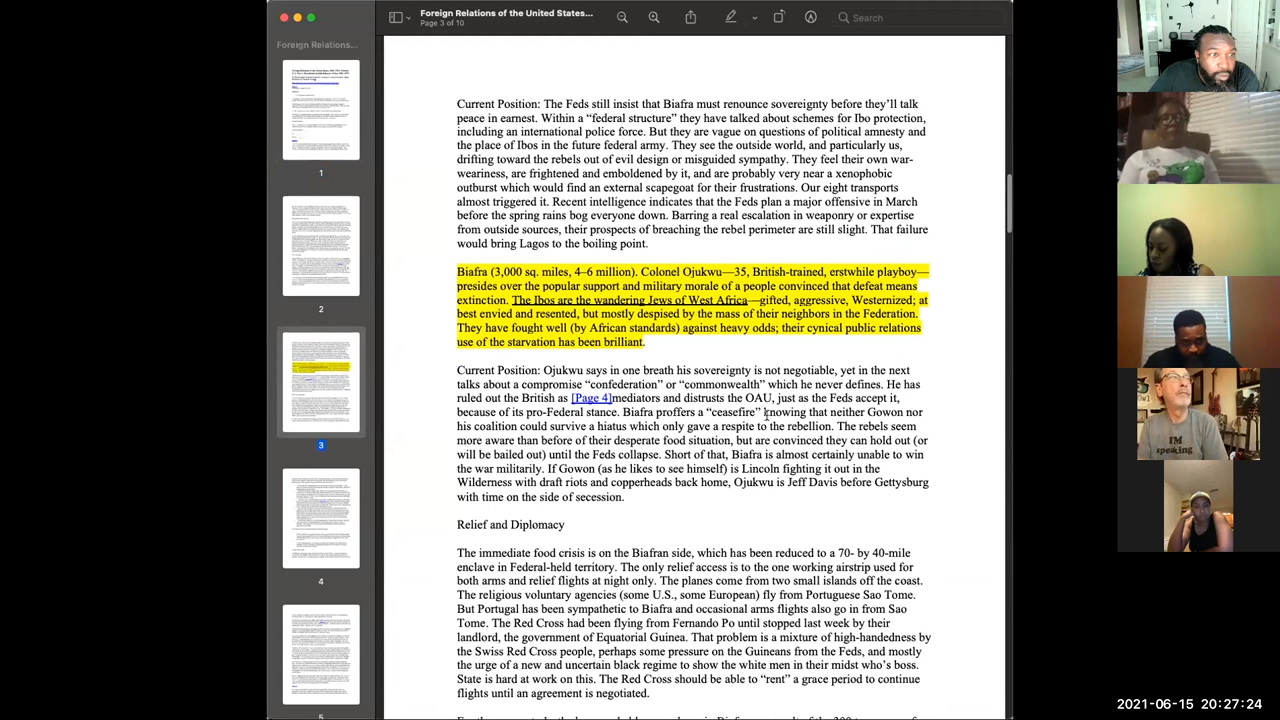 Foreign Relations of the United States...
Page 3 of 10
Search
Foreign Relations...
1
2
3
4
5
Current Position: The Feds insist that Biafra must give up its sovereignty before they'll talk
cease-fire in earnest. Within a "federal structure" they have thrown out schemes for Ibo protection,
including an international police force. But they are vague on questions of political amnesty and
the place of Ibos in the future federal army. They see the outside world, and particularly us,
drifting toward the rebels out of evil design or misguided sympathy. They feel their own war-
weariness, are frightened and emboldened by it, and are probably very near a xenophobic
outburst which would find an external scapegoat for their frustrations. Our eight transports
almost triggered it. Recent intelligence indicates that the Feds plan a major offensive in March
before the spring rains close everyone down. Barring a new escalation in weaponry or expertise
from outside sources, their prospects of breaking the rebel perimeter are still slight. That failure
would bring Lagos to the boiling point.
Biafra (3000 sq. miles, 5–6 million). Colonel Ojukwu—34, British-trained, erstwhile playboy—
presides over the popular support and military morale of a people convinced that defeat means
extinction. The Ibos are the wandering Jews of West Africa—gifted, aggressive, Westernized; at
best envied and resented, but mostly despised by the mass of their neighbors in the Federation.
They have fought well (by African standards) against heavy odds; their cynical public relations
use of the starvation has been brilliant.
Current Position: Ojukwu says in one breath his sovereignty is not negotiable, yet in the next
hints at a compromise confederation or commonwealth which he never defines. He has
ruled out the British as [Page 4]mediators and distrusts the OAU just as the Feds accept it,
because of its pro-Federal stance. Biafra offers a "cease-fire" knowing that neither Gowon nor
his coalition could survive a hiatus which only gave a respite to the rebellion. The rebels seem
more aware than before of their desperate food situation, but are convinced they can hold out (or
will be bailed out) until the Feds collapse. Short of that, Biafra is almost certainly unable to win
the war militarily. If Gowon (as he likes to see himself) is Lincoln fighting it out in the
Wilderness with draft riots and copperheads back home, Ojukwu is Jeff Davis before Gettysburg
with France on the side of secession.
Relief and Diplomacy
The immediate food problem is the Biafran side, which has been reduced to a 70- by 40-mile
enclave in Federal-held territory. The only relief access is to the one working airstrip used for
both arms and relief flights at night only. The planes come from two small islands off the coast.
The religious voluntary agencies (some U.S., some European) fly from Portuguese Sao Tome.
But Portugal has been sympathetic to Biafra and occasional arms flights also go in from Sao
Tome. The Red Cross had been flying from Fernando Poo, but stopped last month by their
landlord, the government of Equatorial Guinea. That problem is a mixture of high-handedness by
the Swiss Red Cross people, perhaps some pressure on the Guineans from the Feds, and mostly
the urge of a new and very unsophisticated government to show the Red Cross men who's boss.
State is hard at work on this. The Red Cross should be able to "rent" a grace period to continue
flights until an agreement is negotiated.
I'M
speaking
2021-06-15 20:27:24